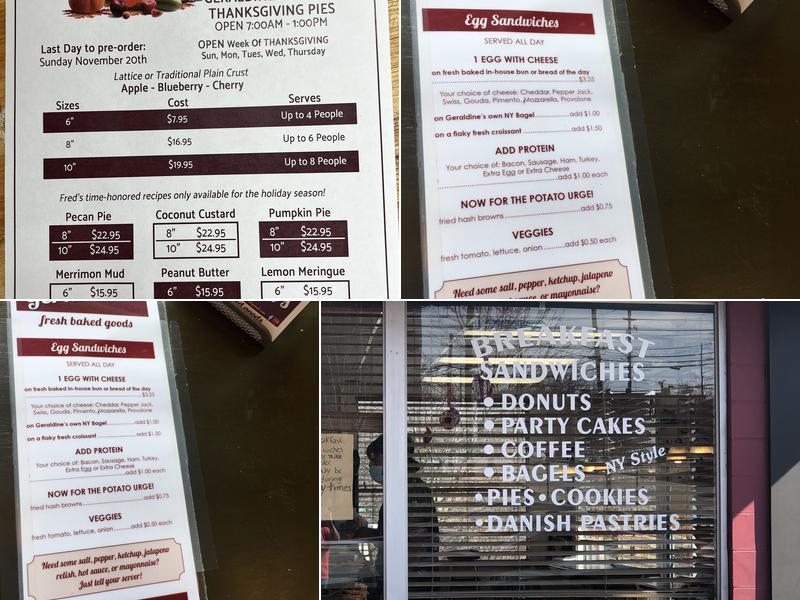 THANKSGIVING PIES
OPEN 7:00AM - 1:00PM
Last Day to pre-order:
Sunday November 20th
OPEN Week Of THANKSGIVING
Sun, Mon, Tues, Wed, Thursday
Lattice or Traditional Plain Crust
Apple - Blueberry - Cherry
Sizes Cost Serves
6" $7.95 Up to 4 People
8" $16.95 Up to 6 People
10" $19.95 Up to 8 People
Fred's time-honored recipes only available for the holiday season!
Pecan Pie Coconut Custard Pumpkin Pie
8" $22.95 8" $22.95 8" $22.95
10" $24.95 10" $24.95 10" $24.95
Merrimon Mud Peanut Butter Lemon Meringue
6" $15.95 6" $15.95 6" $15.95
Egg Sandwiches
SERVED ALL DAY
1 EGG WITH CHEESE
on fresh baked in-house bun or bread of the day
$3.25
Your choice of cheese: Cheddar, Pepper Jack,
Swiss, Gouda, Pimento, Mozzarella, Provolone
on Geraldine's own NY Bagel add $1.00
on a flaky fresh croissant add $1.50
ADD PROTEIN
Your choice of: Bacon, Sausage, Ham, Turkey,
Extra Egg or Extra Cheese
add $1.00 each
NOW FOR THE POTATO URGE!
fried hash browns add $0.75
VEGGIES
fresh tomato, lettuce, onion add $0.50 each
Need some salt, pepper, ketchup, jalapeno
sauce, or mayonnaise?
fresh baked goods
Egg Sandwiches
SERVED ALL DAY
1 EGG WITH CHEESE
on fresh baked in-house bun or bread of the day
$3.25
Your choice of cheese: Cheddar, Pepper Jack,
Swiss, Gouda, Pimento, Mozzarella, Provolone
on Geraldine's own NY Bagel add $1.00
on a flaky fresh croissant add $1.50
ADD PROTEIN
Your choice of: Bacon, Sausage, Ham, Turkey,
Extra Egg or Extra Cheese
add $1.00 each
NOW FOR THE POTATO URGE!
fried hash browns add $0.75
VEGGIES
fresh tomato, lettuce, onion add $0.50 each
Need some salt, pepper, ketchup, jalapeno
relish, hot sauce, or mayonnaise?
Just tell your server!
BREAKFAST
SANDWICHES
• DONUTS
• PARTY CAKES
• COFFEE
• BAGELS NY Style
• PIES • COOKIES
• DANISH PASTRIES